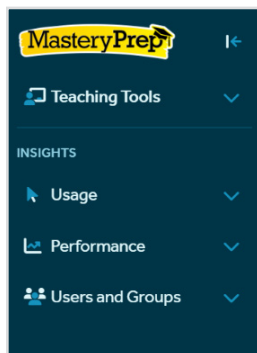 MasteryPrep
Teaching Tools
INSIGHTS
Usage
Performance
Users and Groups